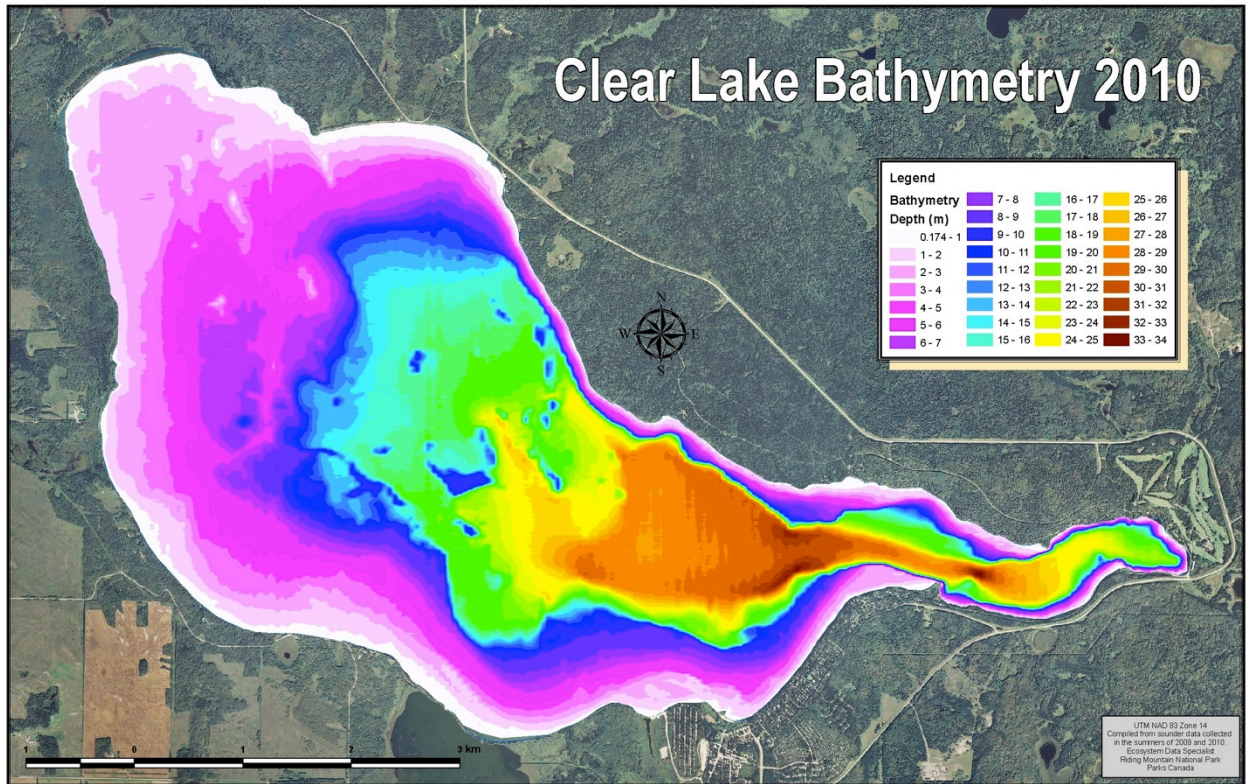 Clear Lake Bathymetry 2010
Legend
Bathymetry
Depth (m)
0.174 - 1
1 - 2
2 - 3
3 - 4
4 - 5
5 - 6
6 - 7
7 - 8
8 - 9
9 - 10
10 - 11
11 - 12
12 - 13
13 - 14
14 - 15
15 - 16
16 - 17
17 - 18
18 - 19
19 - 20
20 - 21
21 - 22
22 - 23
23 - 24
24 - 25
25 - 26
26 - 27
27 - 28
28 - 29
29 - 30
30 - 31
31 - 32
32 - 33
33 - 34
N
W E
S
1 0 1 2 3 km
UTM NAD 83 Zone 14
Compiled from sounder data collected
in the summers of 2009 and 2010.
Ecosystem Data Specialist
Riding Mountain National Park
Parks Canada